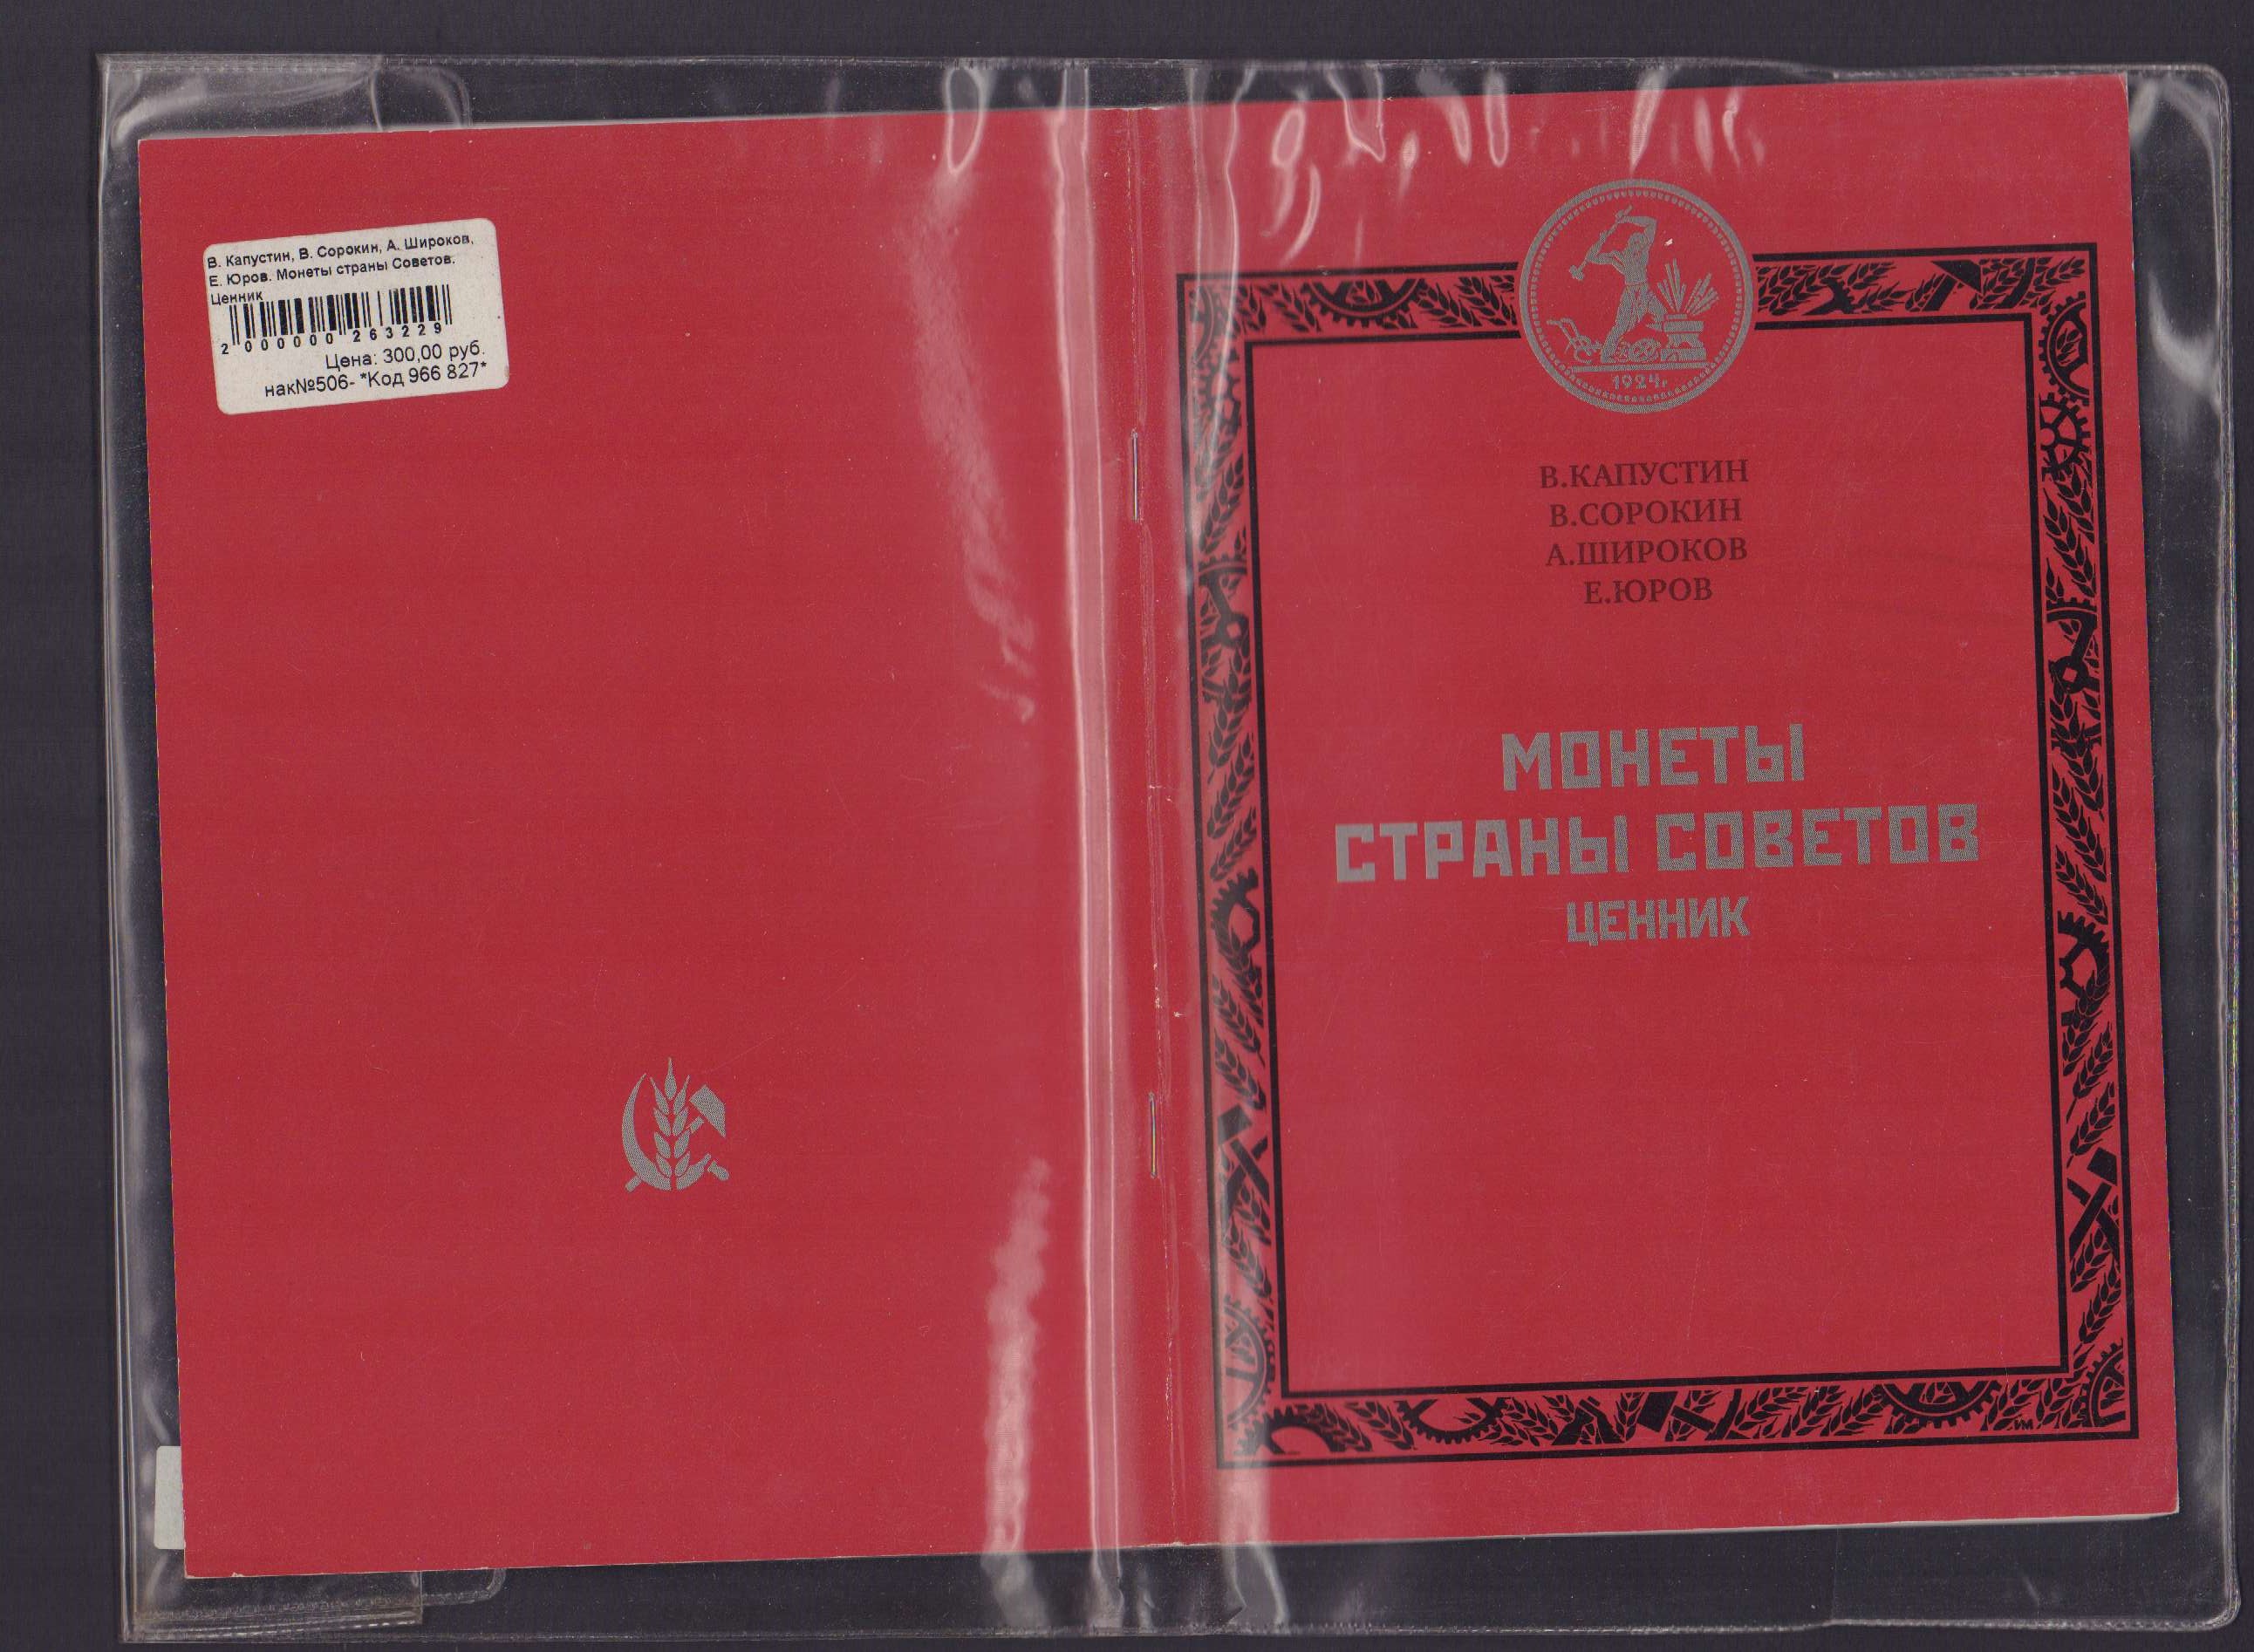 В. Капустин, В. Сорокин, А. Широков,
Е. Юров. Монеты страны Советов.
Ценник
2 000000 263229
Цена: 300,00 руб.
нак№506- *Код 966 827*
1924г.
В.КАПУСТИН
В.СОРОКИН
А.ШИРОКОВ
Е.ЮРОВ
МОНЕТЫ
СТРАНЫ СОВЕТОВ
ЦЕННИК
ИМ